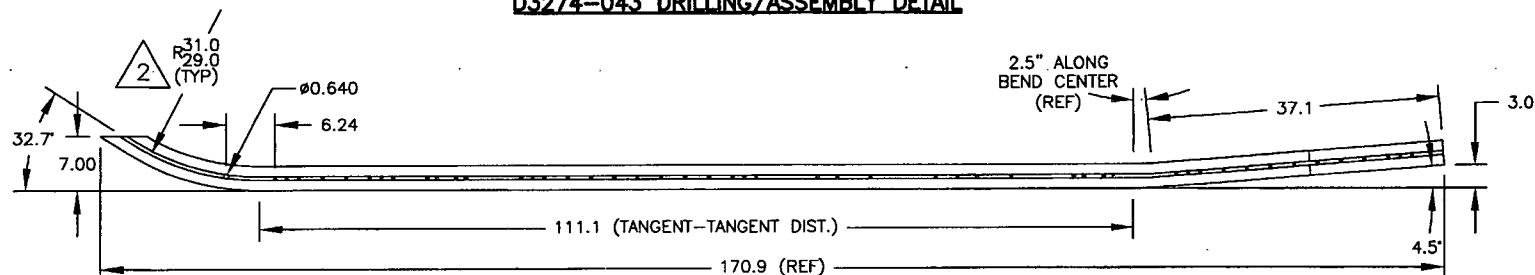 D3274-043 DRILLING/ASSEMBLY DETAIL
2
R31.0
29.0
(TYP)
ø0.640
6.24
32.7°
7.00
2.5" ALONG
BEND CENTER
(REF)
37.1
3.0
111.1 (TANGENT-TANGENT DIST.)
4.5°
170.9 (REF)